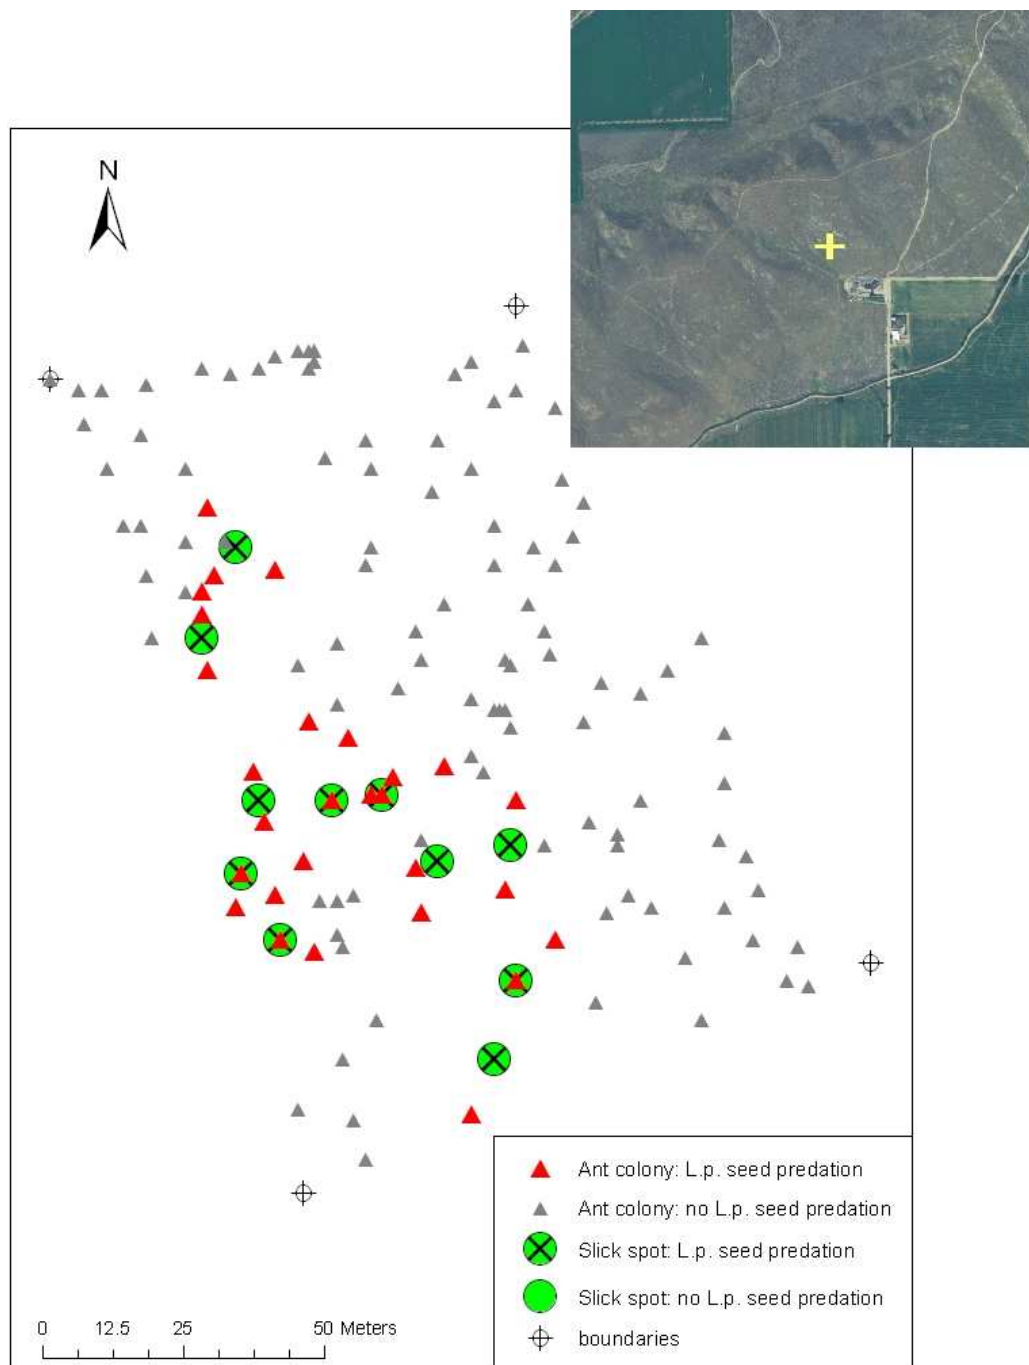 N
Ant colony: L.p. seed predation
Ant colony: no L.p. seed predation
Slick spot: L.p. seed predation
Slick spot: no L.p. seed predation
boundaries
0 12.5 25 50 Meters